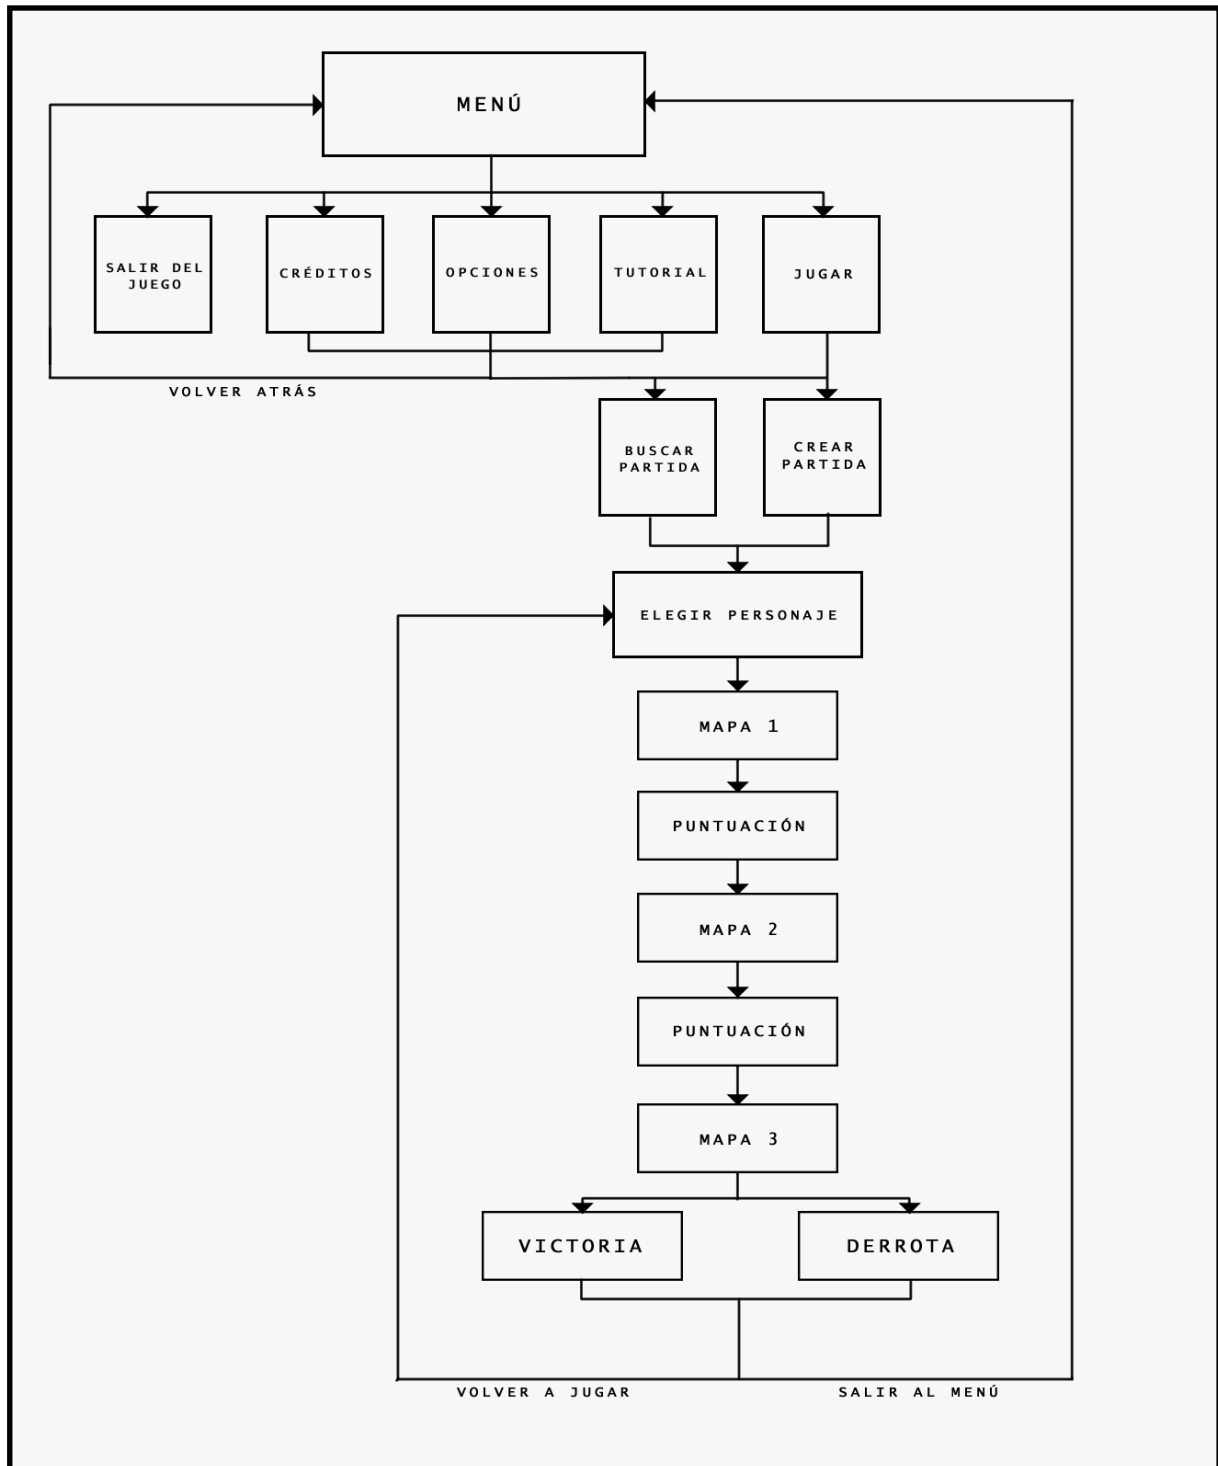 MENÚ
SALIR DEL
JUEGO
CRÉDITOS
OPCIONES
TUTORIAL
JUGAR
VOLVER ATRÁS
BUSCAR
PARTIDA
CREAR
PARTIDA
ELEGIR PERSONAJE
MAPA 1
PUNTUACIÓN
MAPA 2
PUNTUACIÓN
MAPA 3
VICTORIA
DERROTA
VOLVER A JUGAR
SALIR AL MENÚ